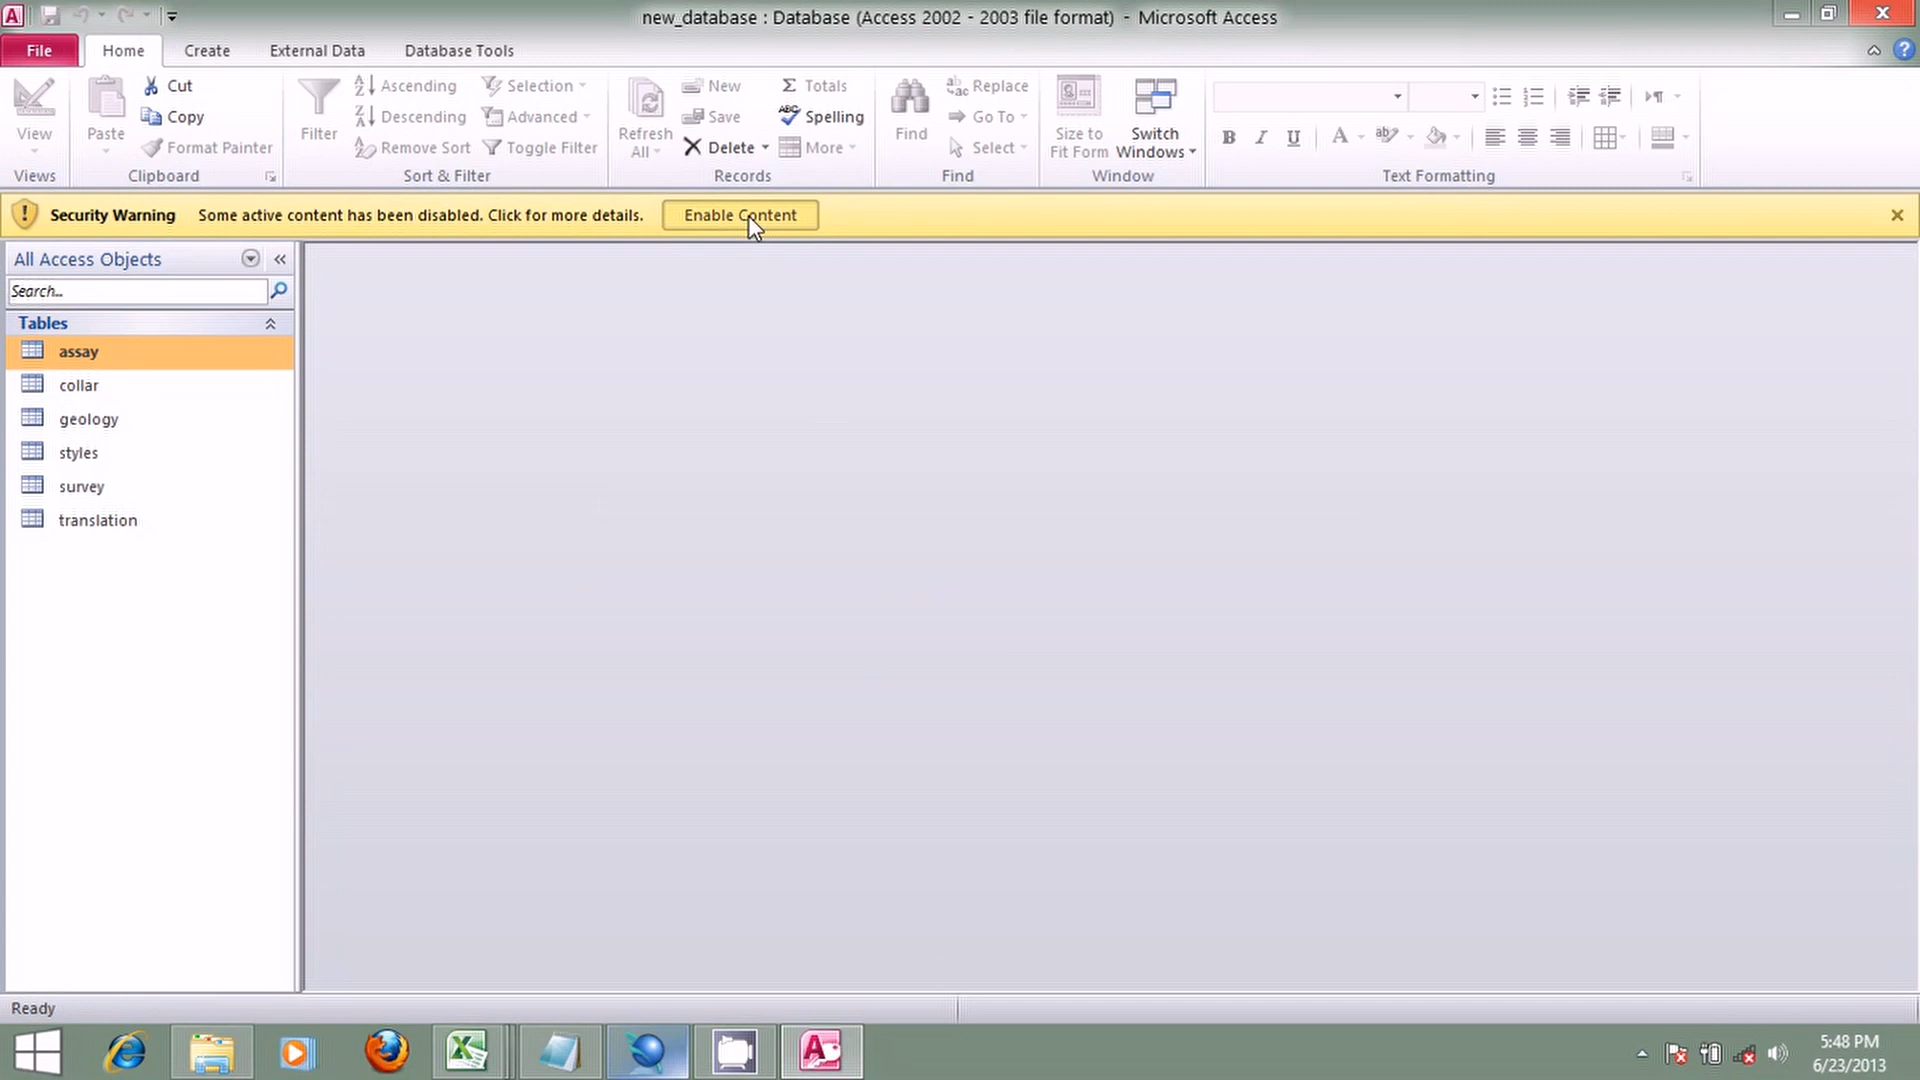 new_database : Database (Access 2002 - 2003 file format) - Microsoft Access
File Home Create External Data Database Tools
View
Views
Paste
Cut
Copy
Format Painter
Clipboard
Filter
Ascending
Descending
Remove Sort
Selection
Advanced
Toggle Filter
Sort & Filter
Refresh
All
New
Save
Delete
Totals
Spelling
More
Records
Find
Replace
Go To
Select
Find
Size to
Fit Form
Switch
Windows
Window
B I U A
Text Formatting
Security Warning Some active content has been disabled. Click for more details. Enable Content
All Access Objects
Search...
Tables
assay
collar
geology
styles
survey
translation
Ready
5:48 PM
6/23/2013